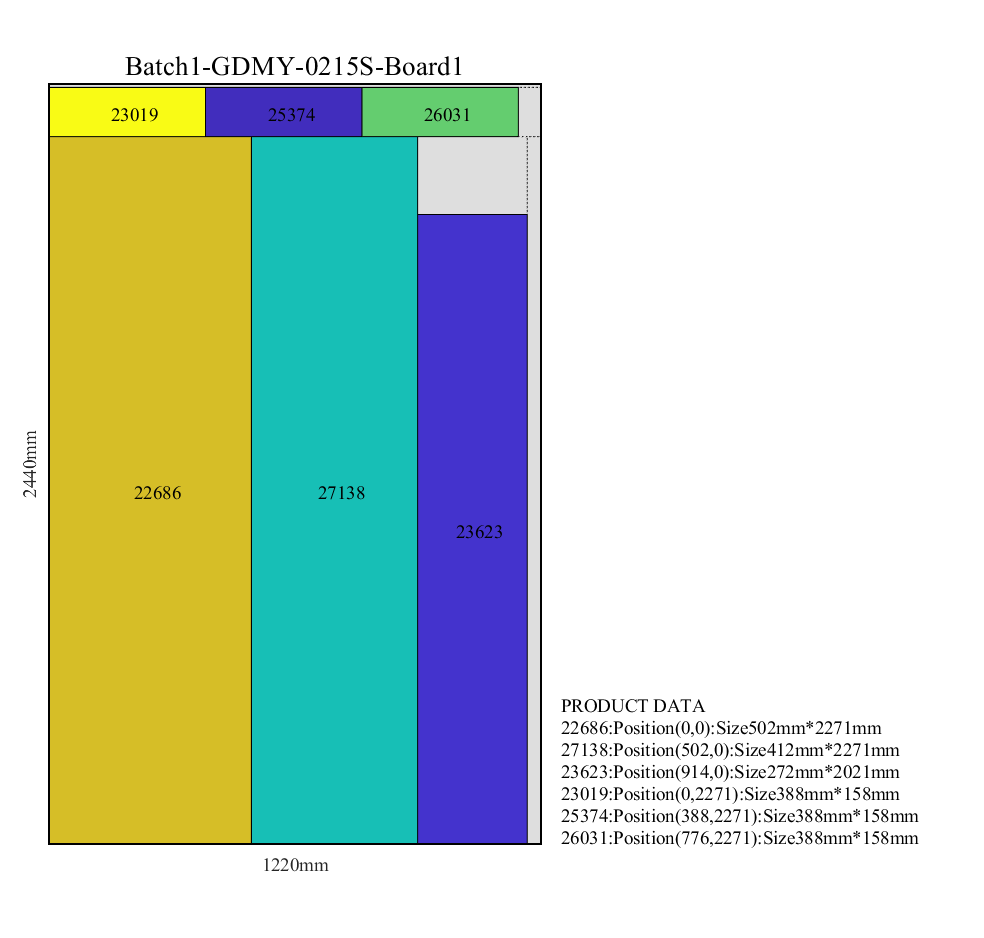 Batch1-GDMY-0215S-Board1
23019
25374
26031
2440mm
22686
27138
23623
PRODUCT DATA
22686:Position(0,0):Size502mm*2271mm
27138:Position(502,0):Size412mm*2271mm
23623:Position(914,0):Size272mm*2021mm
23019:Position(0,2271):Size388mm*158mm
25374:Position(388,2271):Size388mm*158mm
26031:Position(776,2271):Size388mm*158mm
1220mm